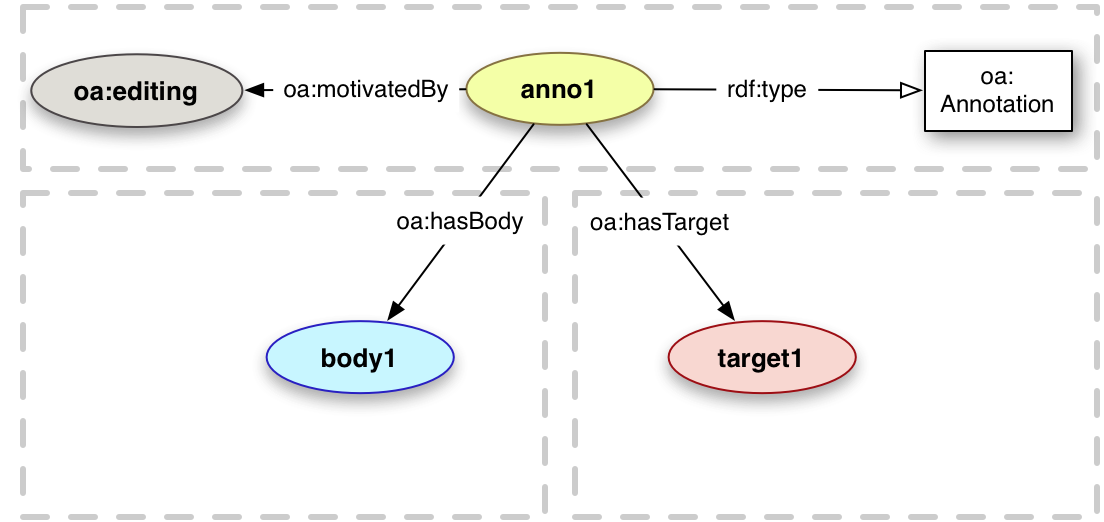 oa:editing
oa:motivatedBy
anno1
rdf:type
oa:
Annotation
oa:hasBody
oa:hasTarget
body1
target1